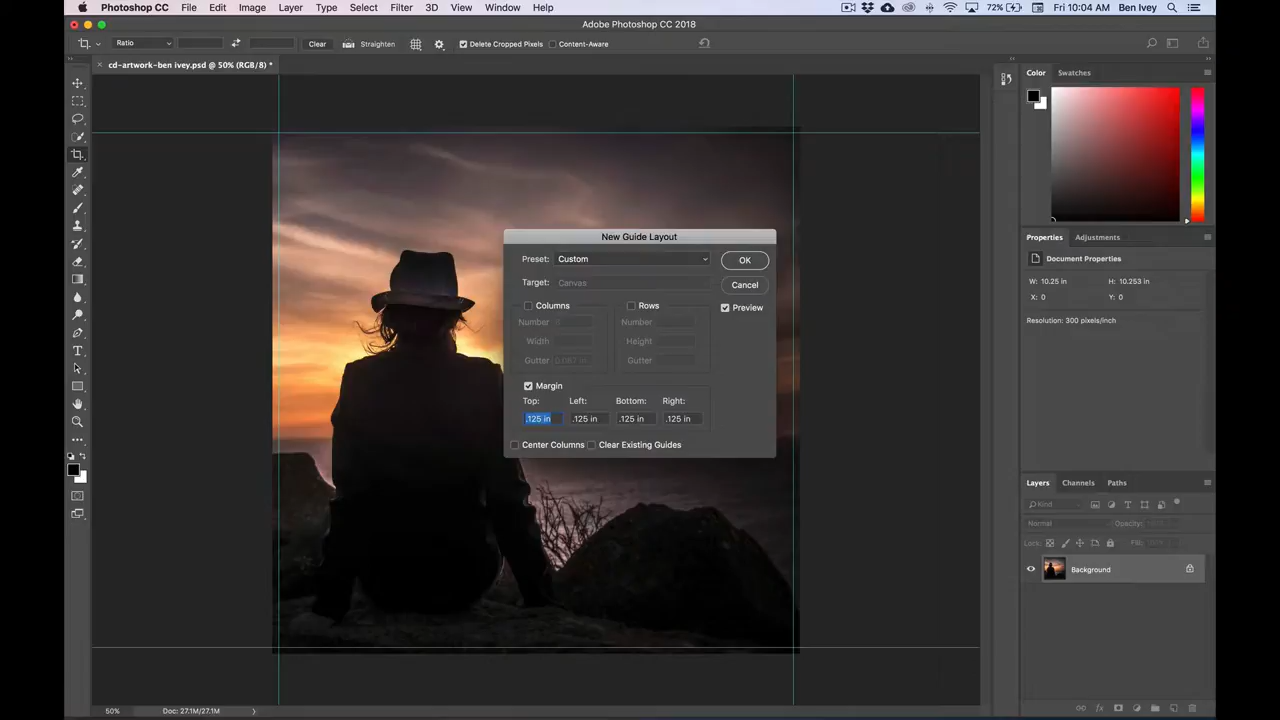 Photoshop CC File Edit Image Layer Type Select Filter 3D View Window Help 72% Fri 10:04 AM Ben Ivey
Adobe Photoshop CC 2018
Ratio Clear Straighten Delete Cropped Pixels Content-Aware
cd-artwork-ben ivey.psd @ 50% (RGB/8) *
Color Swatches
New Guide Layout
Preset: Custom OK
Target: Canvas Cancel
Columns Rows Preview
Number Number
Width Height
Gutter Gutter
Margin
Top: Left: Bottom: Right:
.125 in .125 in .125 in .125 in
Center Columns Clear Existing Guides
Properties Adjustments
Document Properties
W: 10.25 in H: 10.253 in
X: 0 Y: 0
Resolution: 300 pixels/inch
Layers Channels Paths
Kind
Normal Opacity:
Lock: Fill:
Background
50% Doc: 27.1M/27.1M